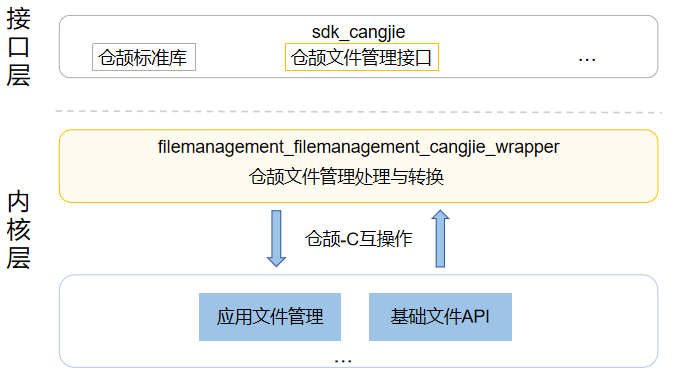 接口层
sdk_cangjie
仓颉标准库
仓颉文件管理接口
...
内核层
filemanagement_filemanagement_cangjie_wrapper
仓颉文件管理处理与转换
仓颉-C互操作
应用文件管理
基础文件API
...